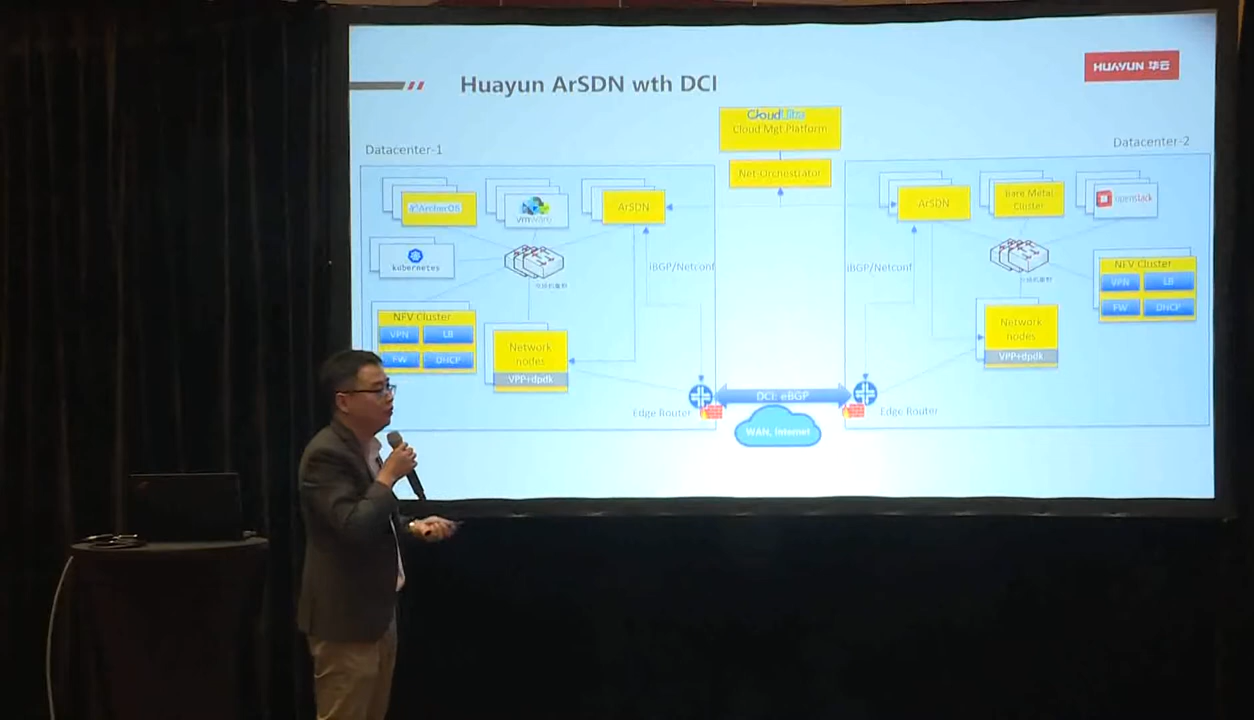 Huayun ArSDN wth DCI
HUAYUN 华云
CloudUltra
Cloud Mgt Platform
Net-Orchestrator
Datacenter-1
ArcherOS
vmware
ArSDN
kubernetes
iBGP/Netconf
NFV Cluster
VPN
LB
FW
DHCP
Network
nodes
VPP+dpdk
Edge Router
DCI: eBGP
WAN, Internet
Datacenter-2
ArSDN
Bare Metal
Cluster
openstack
iBGP/Netconf
NFV Cluster
VPN
LB
FW
DHCP
Network
nodes
VPP+dpdk
Edge Router